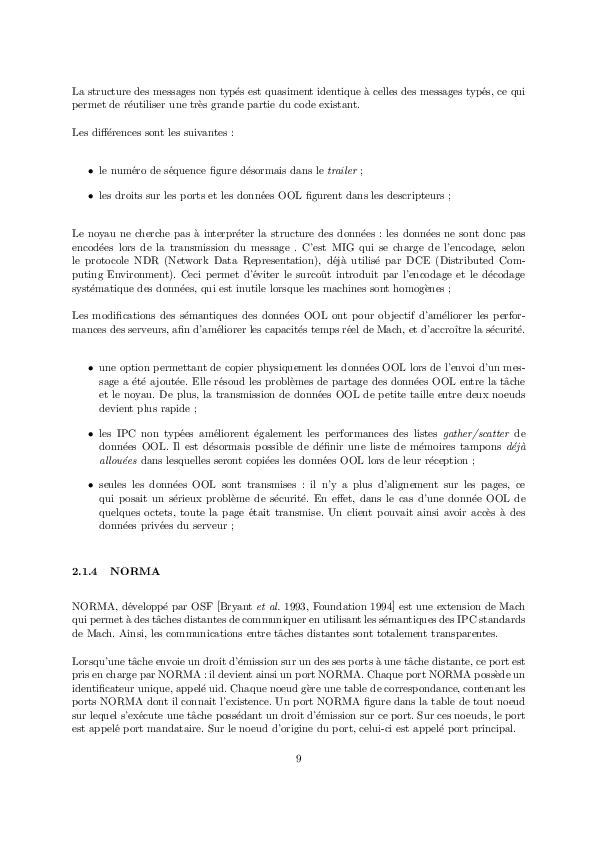 La structure des messages non typés est quasiment identique à celles des messages typés, ce qui
permet de réutiliser une très grande partie du code existant.
Les différences sont les suivantes :
• le numéro de séquence figure désormais dans le trailer ;
• les droits sur les ports et les données OOL figurent dans les descripteurs ;
Le noyau ne cherche pas à interpréter la structure des données : les données ne sont donc pas
encodées lors de la transmission du message . C'est MIG qui se charge de l'encodage, selon
le protocole NDR (Network Data Representation), déjà utilisé par DCE (Distributed Com-
puting Environment). Ceci permet d'éviter le surcoût introduit par l'encodage et le décodage
systématique des données, qui est inutile lorsque les machines sont homogènes ;
Les modifications des sémantiques des données OOL ont pour objectif d'améliorer les perfor-
mances des serveurs, afin d'améliorer les capacités temps réel de Mach, et d'accroître la sécurité.
• une option permettant de copier physiquement les données OOL lors de l'envoi d'un mes-
sage a été ajoutée. Elle résoud les problèmes de partage des données OOL entre la tâche
et le noyau. De plus, la transmission de données OOL de petite taille entre deux noeuds
devient plus rapide ;
• les IPC non typées améliorent également les performances des listes gather/scatter de
données OOL. Il est désormais possible de définir une liste de mémoires tampons déjà
allouées dans lesquelles seront copiées les données OOL lors de leur réception ;
• seules les données OOL sont transmises : il n'y a plus d'alignement sur les pages, ce
qui posait un sérieux problème de sécurité. En effet, dans le cas d'une donnée OOL de
quelques octets, toute la page était transmise. Un client pouvait ainsi avoir accès à des
données privées du serveur ;
2.1.4 NORMA
NORMA, développé par OSF [Bryant et al. 1993, Foundation 1994] est une extension de Mach
qui permet à des tâches distantes de communiquer en utilisant les sémantiques des IPC standards
de Mach. Ainsi, les communications entre tâches distantes sont totalement transparentes.
Lorsqu'une tâche envoie un droit d'émission sur un des ses ports à une tâche distante, ce port est
pris en charge par NORMA : il devient ainsi un port NORMA. Chaque port NORMA possède un
identificateur unique, appelé uid. Chaque noeud gère une table de correspondance, contenant les
ports NORMA dont il connait l'existence. Un port NORMA figure dans la table de tout noeud
sur lequel s'exécute une tâche possédant un droit d'émission sur ce port. Sur ces noeuds, le port
est appelé port mandataire. Sur le noeud d'origine du port, celui-ci est appelé port principal.
9